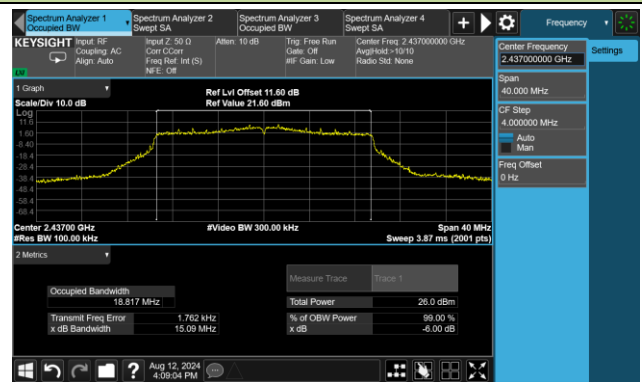 Spectrum Analyzer 1
Occupied BW
Spectrum Analyzer 2
Swept SA
Spectrum Analyzer 3
Occupied BW
Spectrum Analyzer 4
Swept SA
Frequency
KEYSIGHT
Input: RF
Coupling: AC
Align: Auto
Input Z: 50 Ω
Corr CCorr
Freq Ref: Int (S)
NFE: Off
Atten: 10 dB
Trig: Free Run
Gate: Off
#IF Gain: Low
Center Freq: 2.437000000 GHz
Avg|Hold:>10/10
Radio Std: None
Center Frequency
2.437000000 GHz
Settings
Span
40.000 MHz
CF Step
4.000000 MHz
Auto
Man
Freq Offset
0 Hz
1 Graph
Scale/Div 10.0 dB
Ref Lvl Offset 11.60 dB
Ref Value 21.60 dBm
Log
11.6
1.60
-8.40
-18.4
-28.4
-38.4
-48.4
-58.4
-68.4
Center 2.43700 GHz
#Res BW 100.00 kHz
#Video BW 300.00 kHz
Span 40 MHz
Sweep 3.87 ms (2001 pts)
2 Metrics
Measure Trace
Trace 1
Occupied Bandwidth
18.817 MHz
Total Power
26.0 dBm
Transmit Freq Error
1.762 kHz
% of OBW Power
99.00 %
x dB Bandwidth
15.09 MHz
x dB
-6.00 dB
Aug 12, 2024
4:09:04 PM